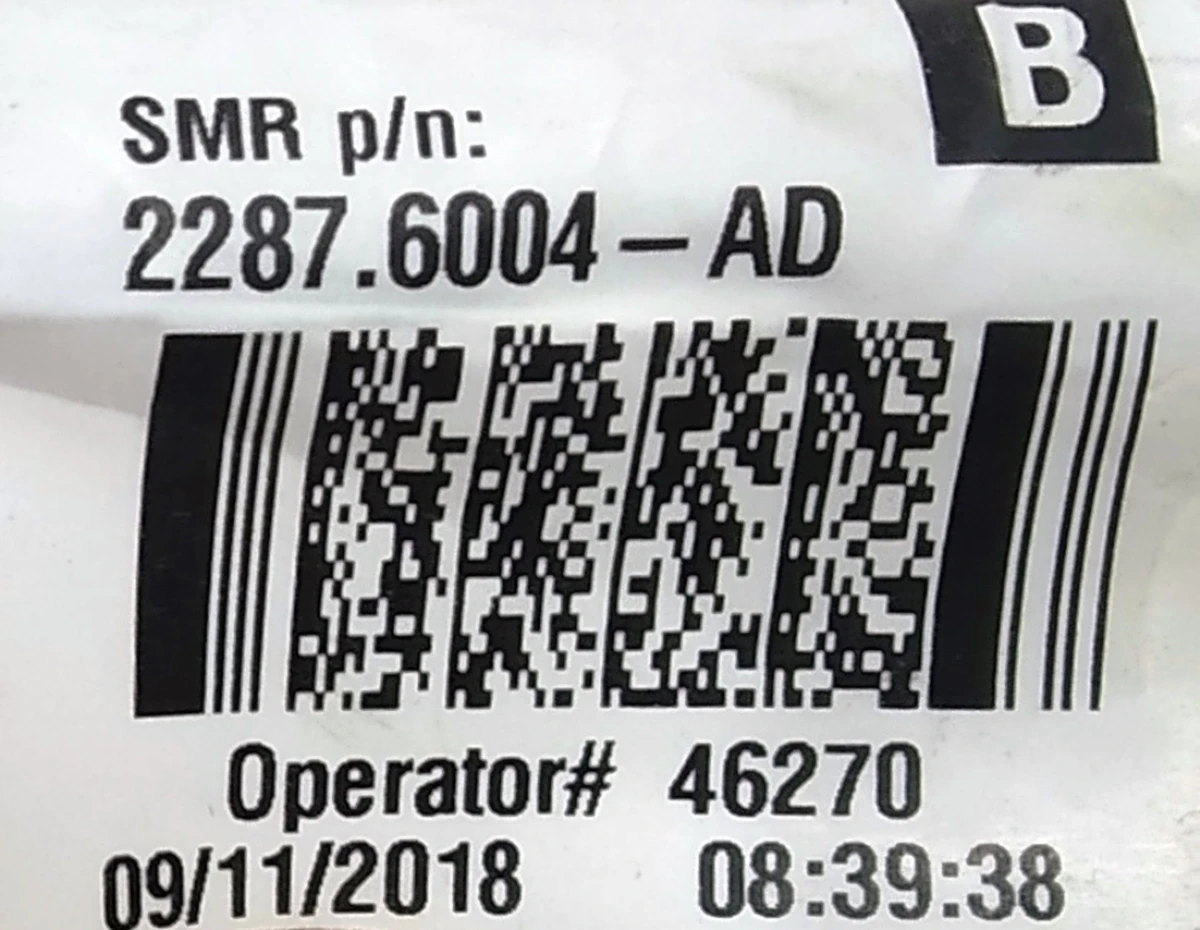 B
SMR p/n:
2287.6004-AD
Operator# 46270
09/11/2018 08:39:38